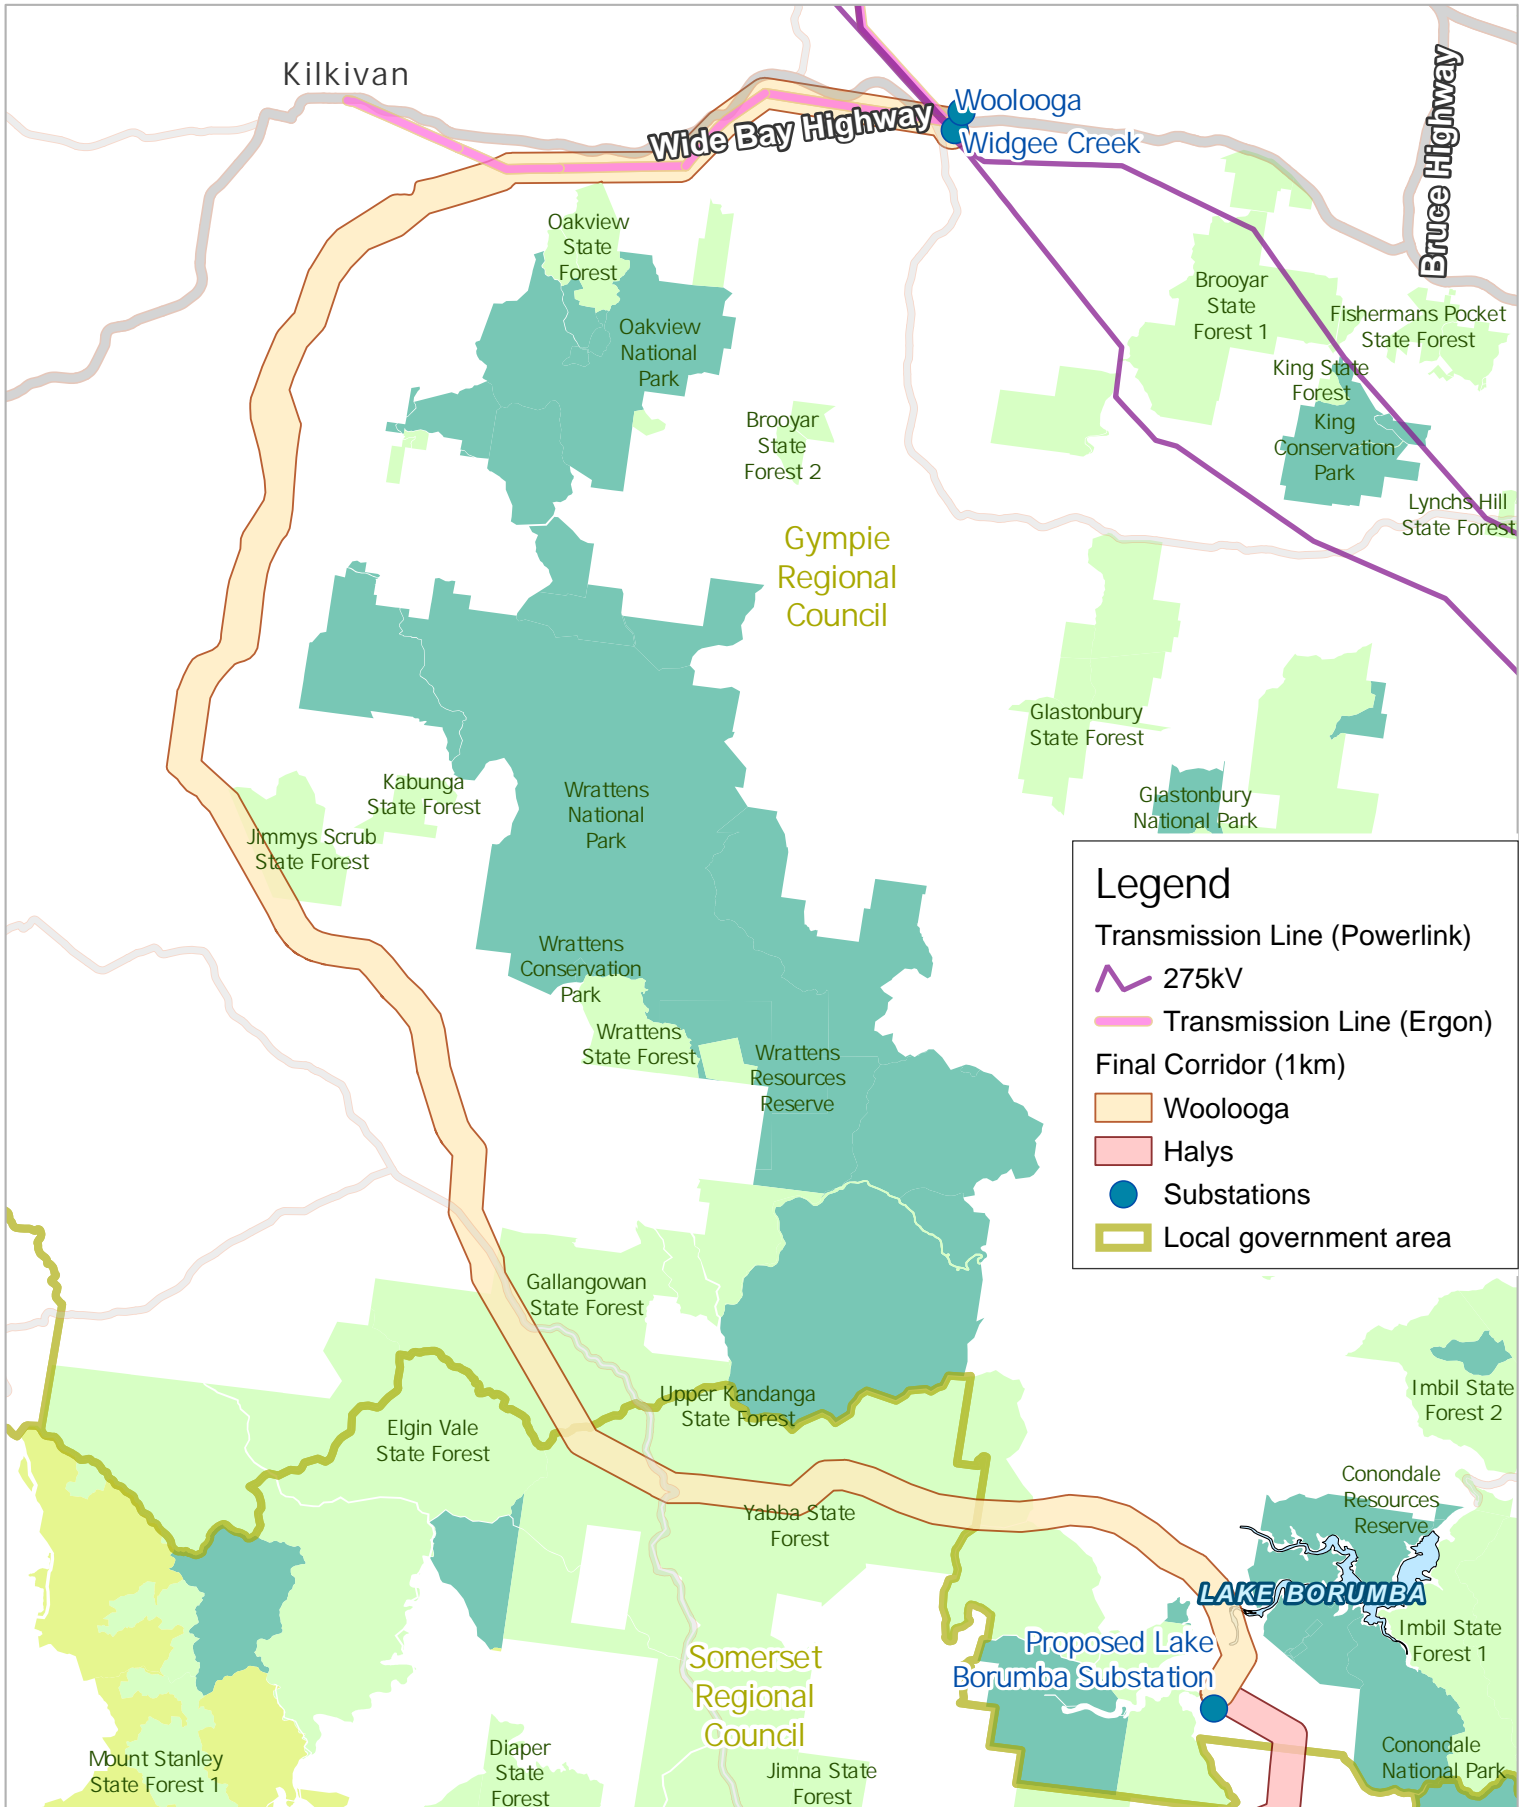 Kilkivan
Woolooga
Wide Bay Highway
Widgee Creek
Bruce Highway
Oakview
State
Forest
Oakview
National
Park
Brooyar
State
Forest 1
Fishermans Pocket
State Forest
King State
Forest
King
Conservation
Park
Brooyar
State
Forest 2
Lynchs Hill
State Forest
Gympie
Regional
Council
Glastonbury
State Forest
Kabunga
State Forest
Wrattens
National
Park
Glastonbury
National Park
Jimmys Scrub
State Forest
Legend
Transmission Line (Powerlink)
275kV
Transmission Line (Ergon)
Final Corridor (1km)
Woolooga
Halys
Substations
Local government area
Wrattens
Conservation
Park
Wrattens
State Forest
Wrattens
Resources
Reserve
Gallangowan
State Forest
Upper Kandanga
State Forest
Elgin Vale
State Forest
Imbil State
Forest 2
Conondale
Resources
Reserve
Yabba State
Forest
LAKE BORUMBA
Imbil State
Forest 1
Proposed Lake
Borumba Substation
Somerset
Regional
Council
Mount Stanley
State Forest 1
Diaper
State
Forest
Jimna State
Forest
Conondale
National Park